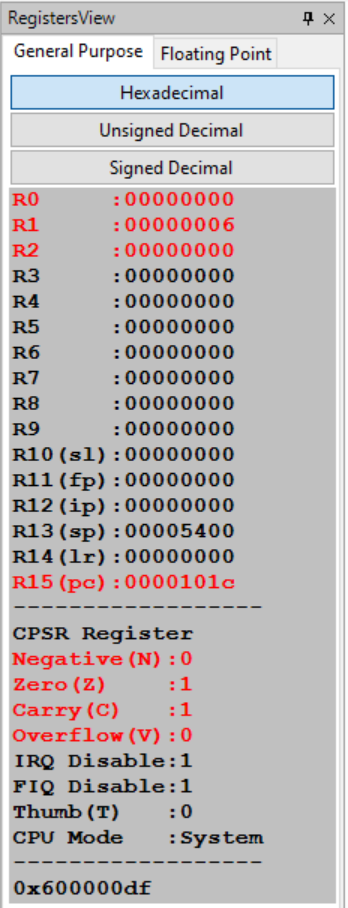 RegistersView
General Purpose Floating Point
Hexadecimal
Unsigned Decimal
Signed Decimal
R0 :00000000
R1 :00000006
R2 :00000000
R3 :00000000
R4 :00000000
R5 :00000000
R6 :00000000
R7 :00000000
R8 :00000000
R9 :00000000
R10(sl):00000000
R11(fp):00000000
R12(ip):00000000
R13(sp):00005400
R14(lr):00000000
R15(pc):0000101c
-------------------
CPSR Register
Negative(N):0
Zero(Z) :1
Carry(C) :1
Overflow(V):0
IRQ Disable:1
FIQ Disable:1
Thumb(T) :0
CPU Mode :System
-------------------
0x600000df